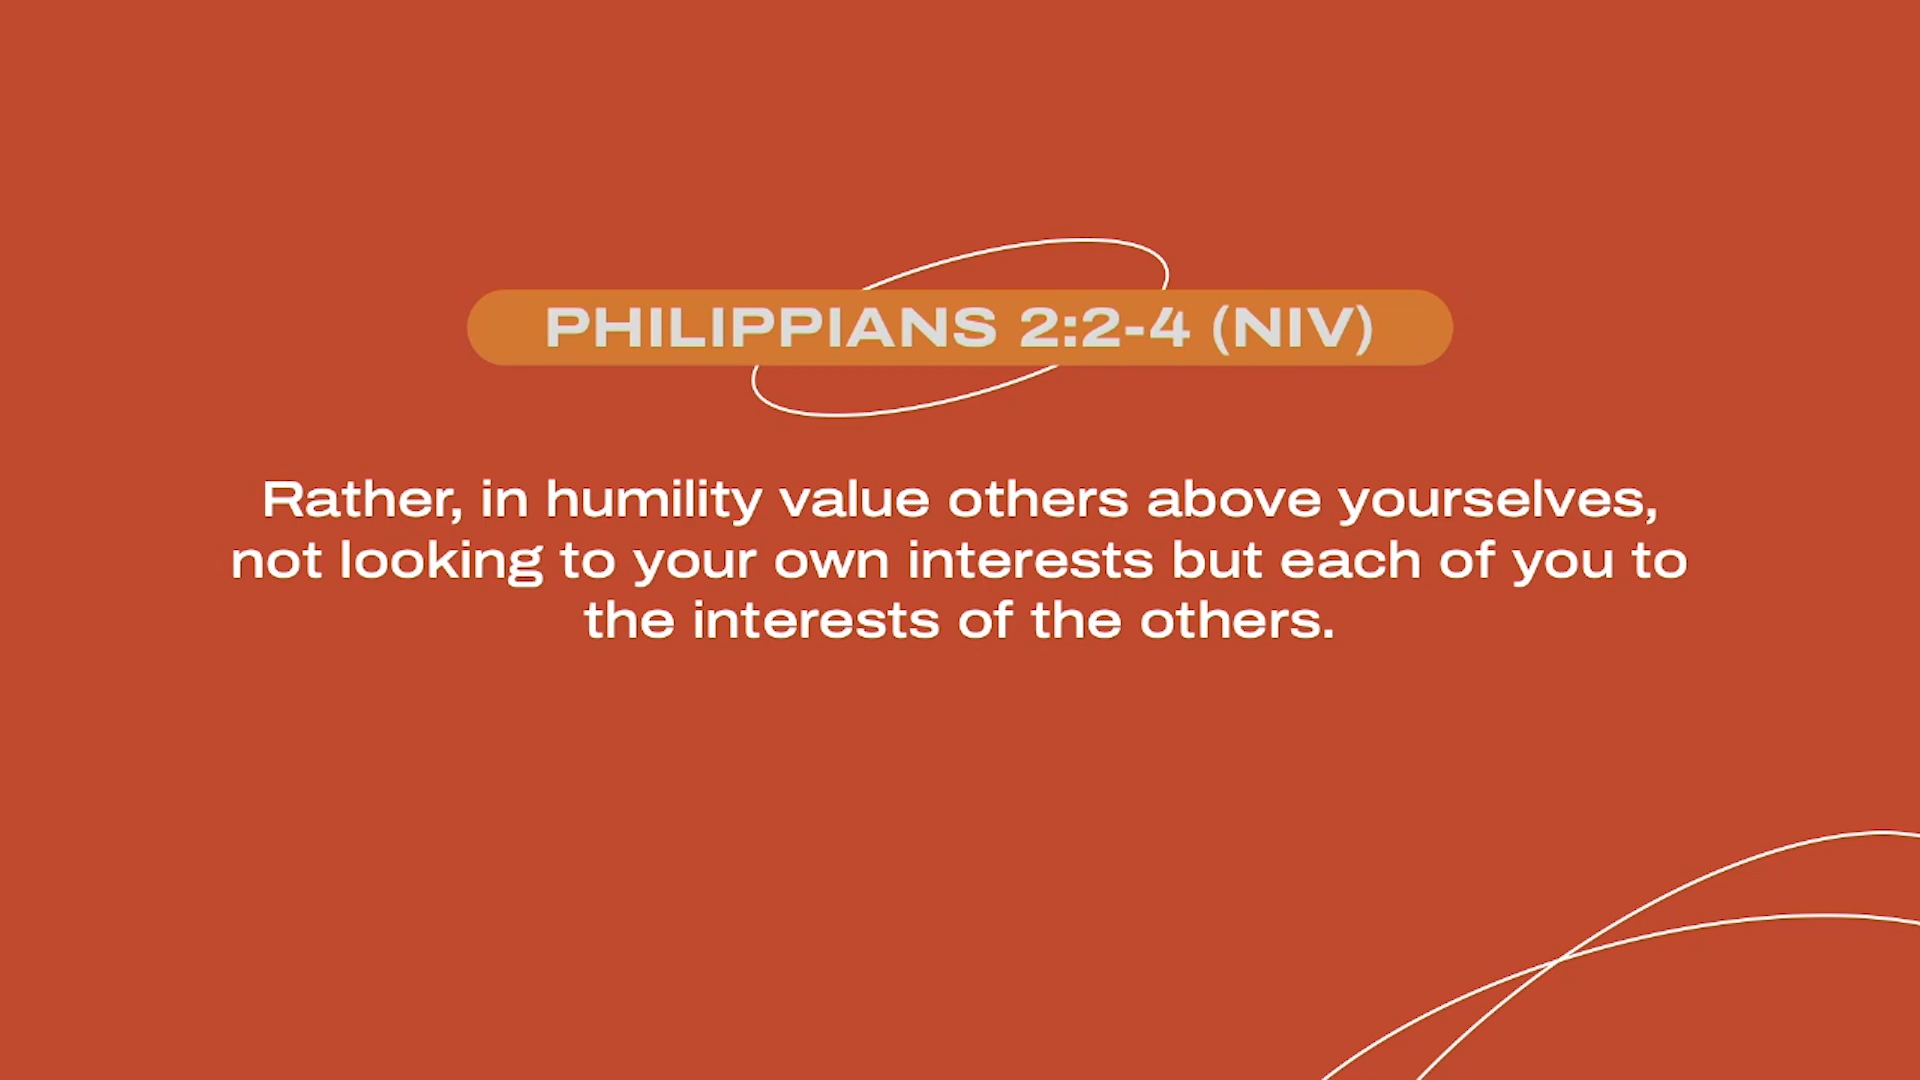 PHILIPPIANS 2:2-4 (NIV)
Rather, in humility value others above yourselves,
not looking to your own interests but each of you to
the interests of the others.